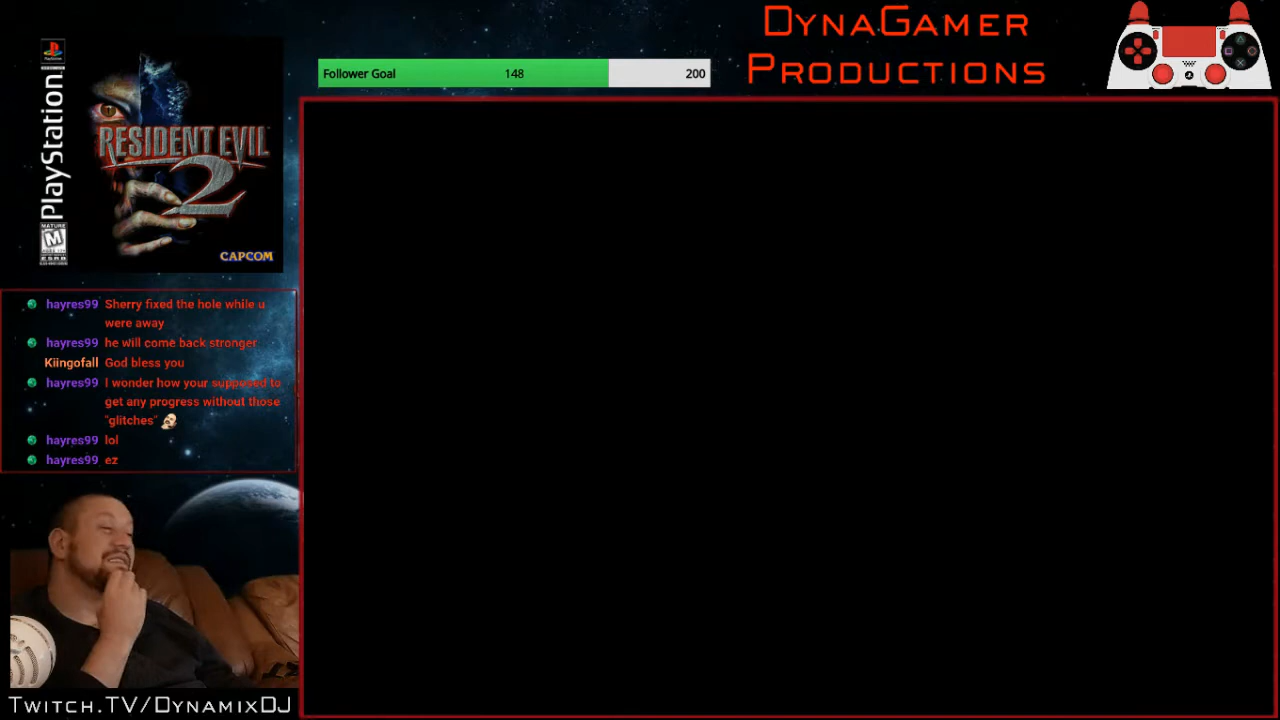 DynaGamer
Productions
Follower Goal 148 200
PlayStation
PlayStation
RESIDENT EVIL
2
MATURE
M
ESRB
CAPCOM
hayres99 Sherry fixed the hole while u
were away
hayres99 he will come back stronger
Kiingofall God bless you
hayres99 I wonder how your supposed to
get any progress without those
"glitches"
hayres99 lol
hayres99 ez
Twitch.TV/DynamixDJ